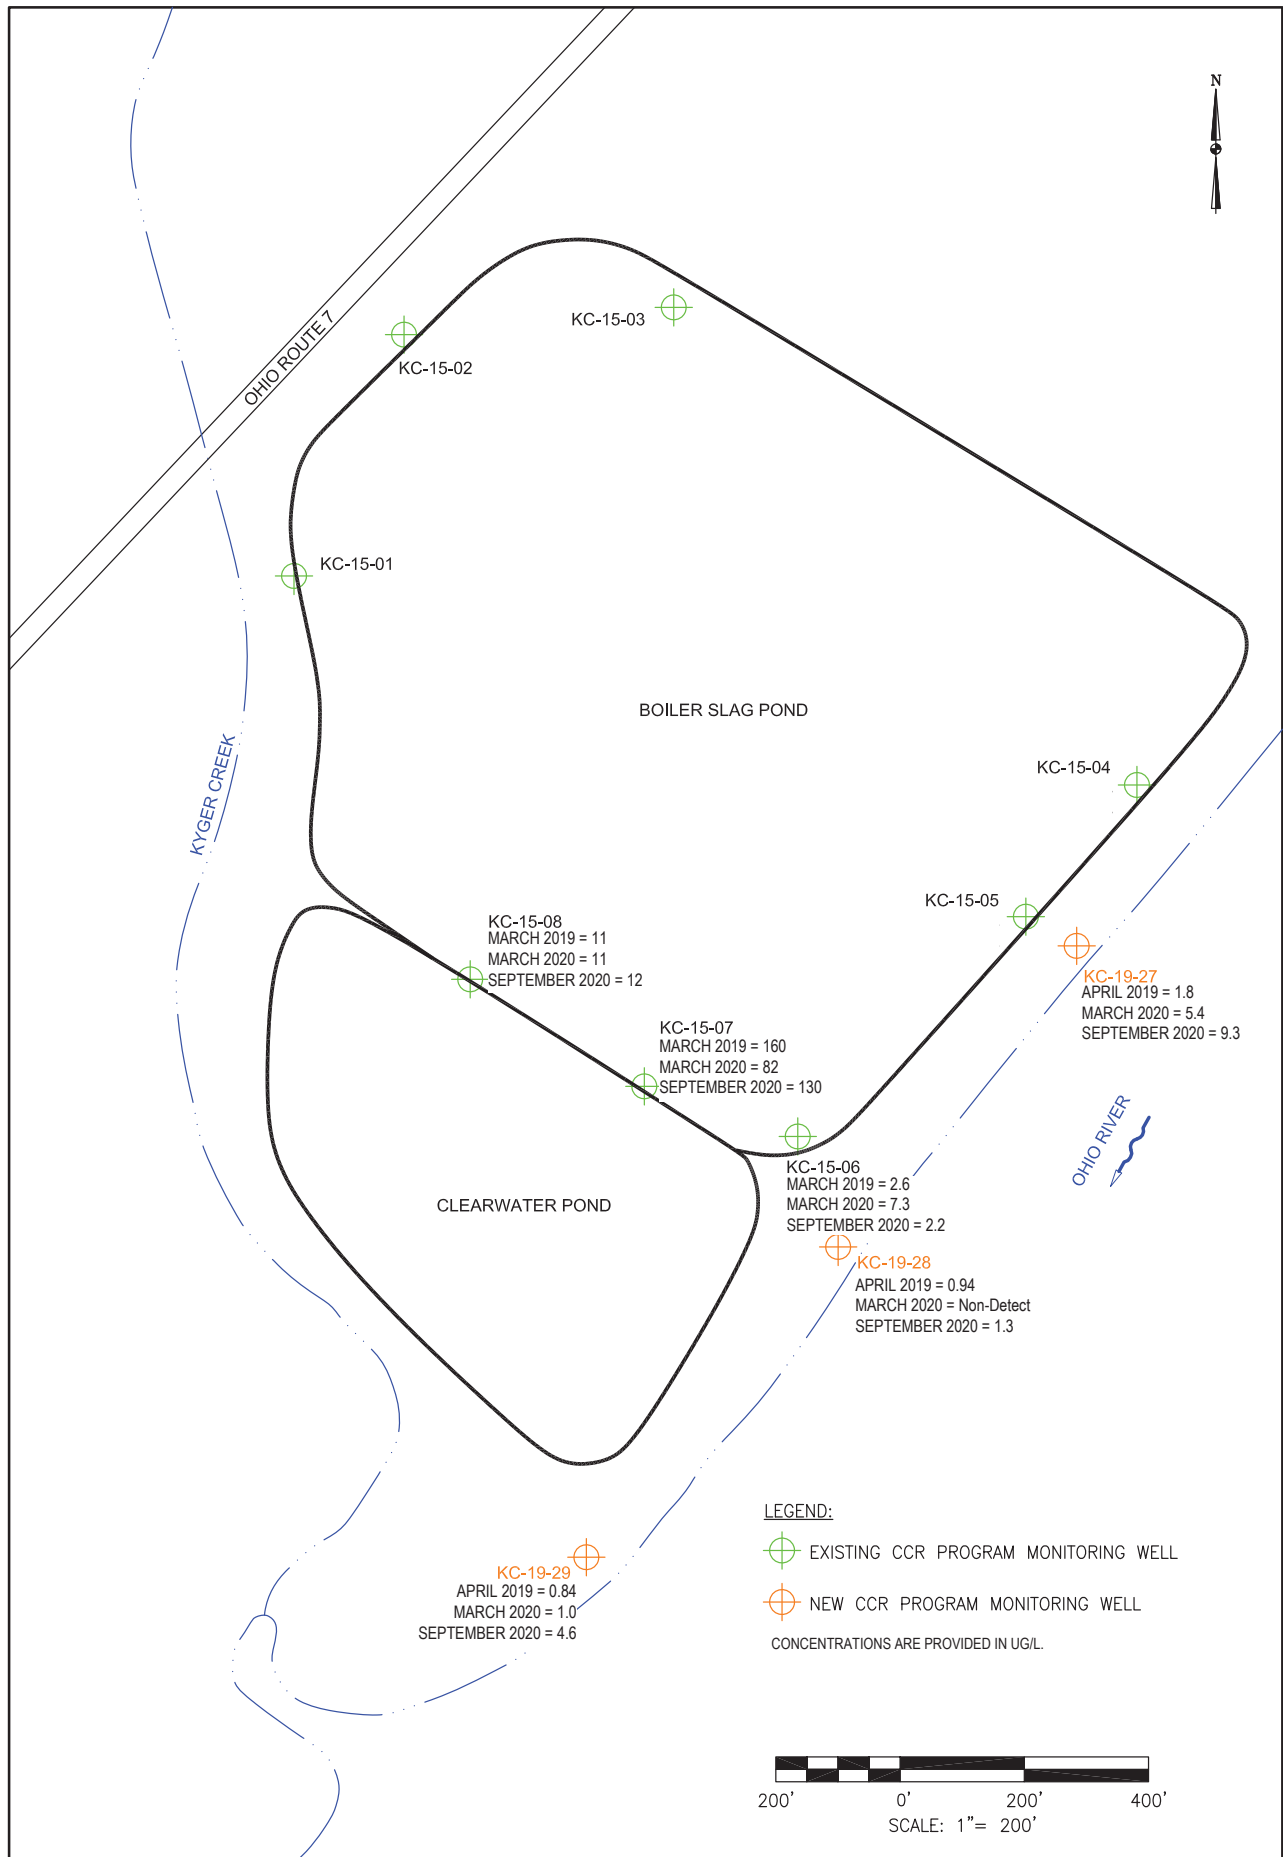 N
OHIO ROUTE 7
KC-15-03
KC-15-02
KC-15-01
BOILER SLAG POND
KYGER CREEK
KC-15-04
KC-15-05
KC-15-08
MARCH 2019 = 11
MARCH 2020 = 11
SEPTEMBER 2020 = 12
KC-19-27
APRIL 2019 = 1.8
MARCH 2020 = 5.4
SEPTEMBER 2020 = 9.3
KC-15-07
MARCH 2019 = 160
MARCH 2020 = 82
SEPTEMBER 2020 = 130
OHIO RIVER
KC-15-06
MARCH 2019 = 2.6
MARCH 2020 = 7.3
SEPTEMBER 2020 = 2.2
CLEARWATER POND
KC-19-28
APRIL 2019 = 0.94
MARCH 2020 = Non-Detect
SEPTEMBER 2020 = 1.3
KC-19-29
APRIL 2019 = 0.84
MARCH 2020 = 1.0
SEPTEMBER 2020 = 4.6
LEGEND:
EXISTING CCR PROGRAM MONITORING WELL
NEW CCR PROGRAM MONITORING WELL
CONCENTRATIONS ARE PROVIDED IN UG/L.
200' 0' 200' 400'
SCALE: 1"= 200'